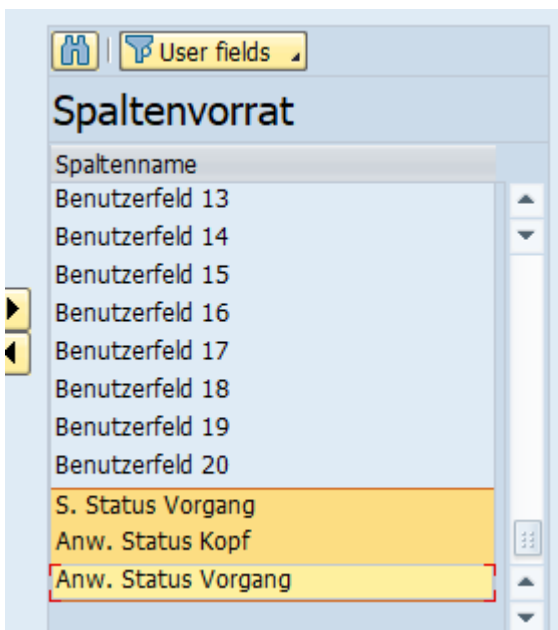 User fields
Spaltenvorrat
Spaltenname
Benutzerfeld 13
Benutzerfeld 14
Benutzerfeld 15
Benutzerfeld 16
Benutzerfeld 17
Benutzerfeld 18
Benutzerfeld 19
Benutzerfeld 20
S. Status Vorgang
Anw. Status Kopf
Anw. Status Vorgang